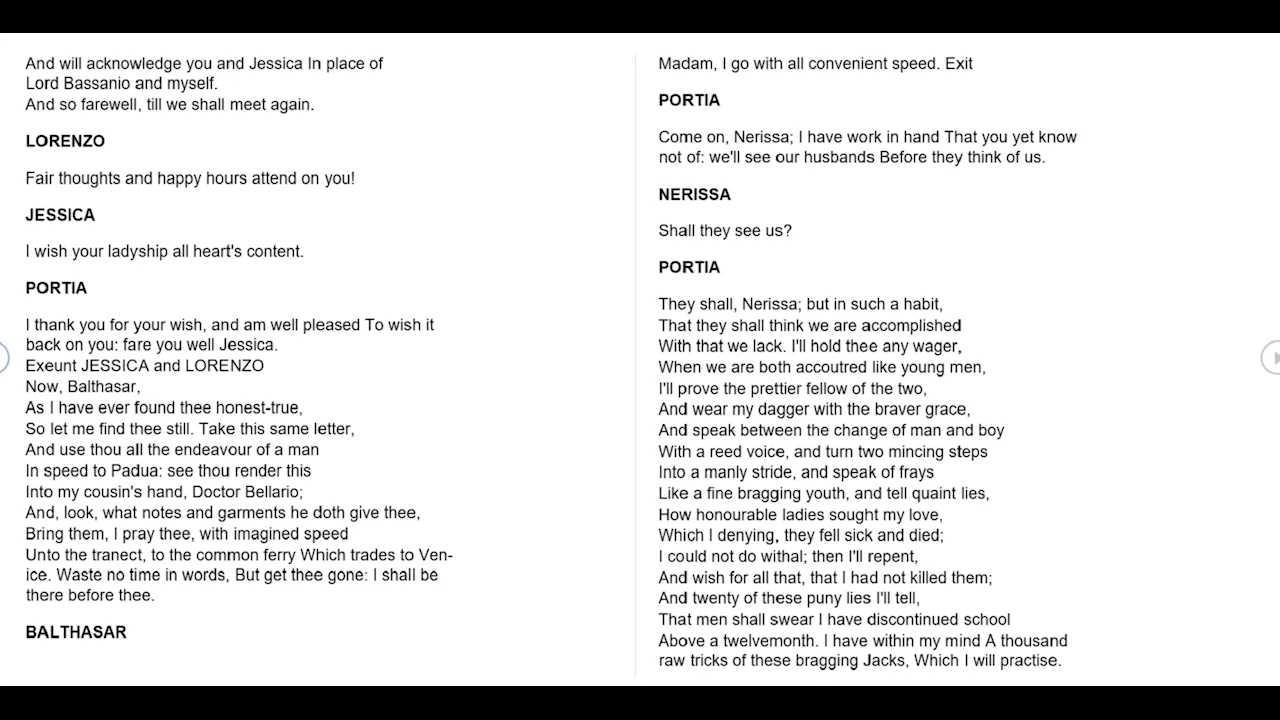 And will acknowledge you and Jessica In place of
Lord Bassanio and myself.
And so farewell, till we shall meet again.
LORENZO
Fair thoughts and happy hours attend on you!
JESSICA
I wish your ladyship all heart's content.
PORTIA
I thank you for your wish, and am well pleased To wish it
back on you: fare you well Jessica.
Exeunt JESSICA and LORENZO
Now, Balthasar,
As I have ever found thee honest-true,
So let me find thee still. Take this same letter,
And use thou all the endeavour of a man
In speed to Padua: see thou render this
Into my cousin's hand, Doctor Bellario;
And, look, what notes and garments he doth give thee,
Bring them, I pray thee, with imagined speed
Unto the tranect, to the common ferry Which trades to Ven-
ice. Waste no time in words, But get thee gone: I shall be
there before thee.
BALTHASAR
Madam, I go with all convenient speed. Exit
PORTIA
Come on, Nerissa; I have work in hand That you yet know
not of: we'll see our husbands Before they think of us.
NERISSA
Shall they see us?
PORTIA
They shall, Nerissa; but in such a habit,
That they shall think we are accomplished
With that we lack. I'll hold thee any wager,
When we are both accoutred like young men,
I'll prove the prettier fellow of the two,
And wear my dagger with the braver grace,
And speak between the change of man and boy
With a reed voice, and turn two mincing steps
Into a manly stride, and speak of frays
Like a fine bragging youth, and tell quaint lies,
How honourable ladies sought my love,
Which I denying, they fell sick and died;
I could not do withal; then I'll repent,
And wish for all that, that I had not killed them;
And twenty of these puny lies I'll tell,
That men shall swear I have discontinued school
Above a twelvemonth. I have within my mind A thousand
raw tricks of these bragging Jacks, Which I will practise.